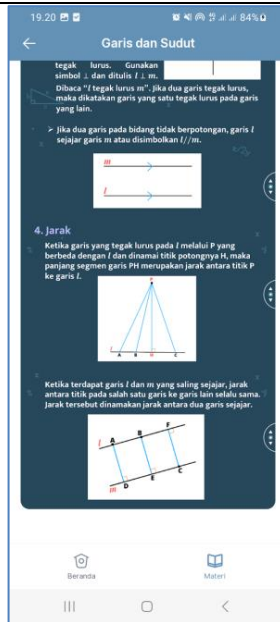 19.20
84%
Garis dan Sudut
tegak lurus. Gunakan
simbol ⊥ dan ditulis l ⊥ m.
Dibaca "l tegak lurus m". Jika dua garis tegak lurus,
maka dikatakan garis yang satu tegak lurus pada garis
yang lain.
➢ Jika dua garis pada bidang tidak berpotongan, garis l
sejajar garis m atau disimbolkan l//m.
m
l
4. Jarak
Ketika garis yang tegak lurus pada l melalui P yang
berbeda dengan l dan dinamai titik potongnya H, maka
panjang segmen garis PH merupakan jarak antara titik P
ke garis l.
P
l A B H C
Ketika terdapat garis l dan m yang saling sejajar, jarak
antara titik pada salah satu garis ke garis lain selalu sama.
Jarak tersebut dinamakan jarak antara dua garis sejajar.
l A B F
m D E C
Beranda Materi